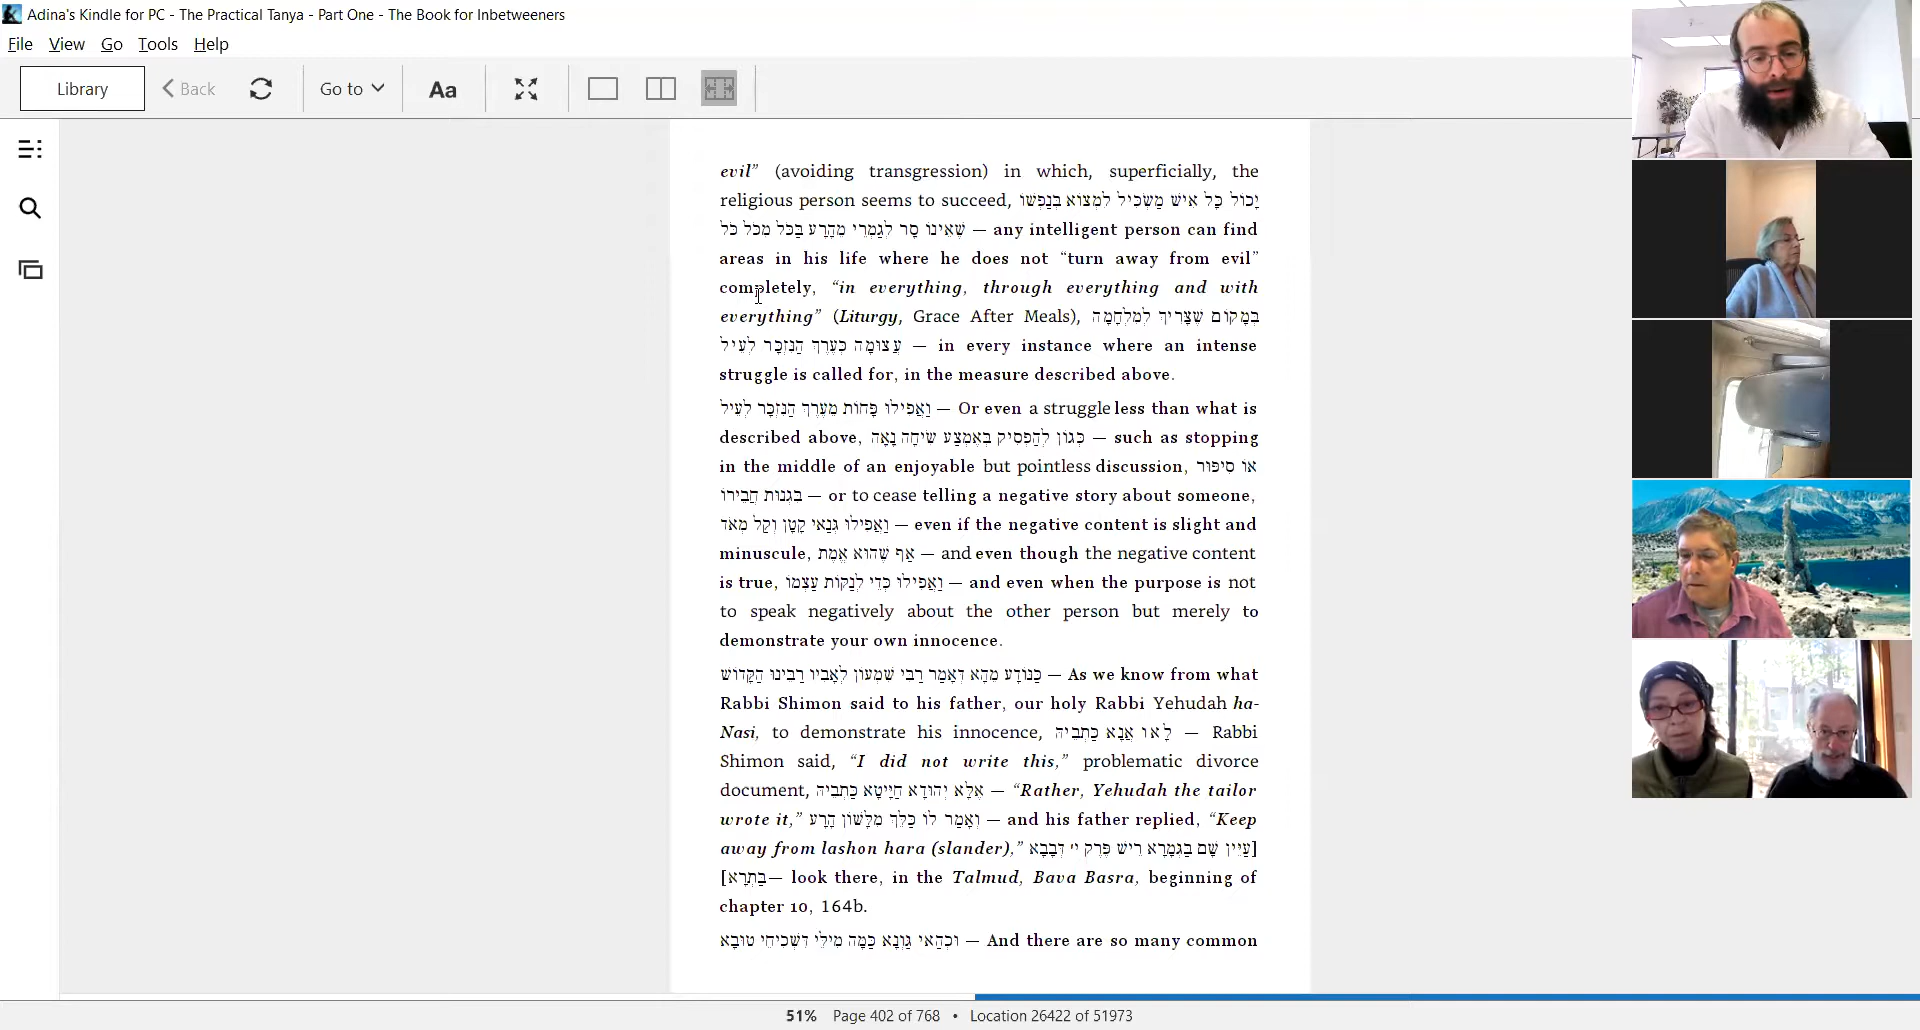 Adina's Kindle for PC - The Practical Tanya - Part One - The Book for Inbetweeners
File View Go Tools Help
Library Back Go to Aa
evil” (avoiding transgression) in which, superficially, the
religious person seems to succeed, יָכוֹל כָּל אִישׁ מַשְׂכִּיל לִמְצוֹא בְּנַפְשׁוֹ
שֶׁאֵינוֹ סָר לְגַמְרֵי מֵהָרָע בַּכֹּל מִכֹּל כֹּל — any intelligent person can find
areas in his life where he does not “turn away from evil”
completely, “in everything, through everything and with
everything” (Liturgy, Grace After Meals), בְּמָקוֹם שֶׁצָּרִיךְ לְמִלְחָמָה
עֲצוּמָה כְּעֵרֶךְ הַנִּזְכָּר לְעֵיל — in every instance where an intense
struggle is called for, in the measure described above.
וַאֲפִילוּ פָּחוֹת מֵעֵרֶךְ הַנִּזְכָּר לְעֵיל — Or even a struggle less than what is
described above, כְּגוֹן לְהַפְסִיק בְּאֶמְצַע שִׂיחָה נָאָה — such as stopping
in the middle of an enjoyable but pointless discussion, אוֹ סִיפּוּר
בִּגְנוּת חֲבֵירוֹ — or to cease telling a negative story about someone,
וַאֲפִילוּ גְּנַאי קָטָן וְקַל מְאֹד — even if the negative content is slight and
minuscule, אַף שֶׁהוּא אֱמֶת — and even though the negative content
is true, וַאֲפִילוּ כְּדֵי לְנַקּוֹת עַצְמוֹ — and even when the purpose is not
to speak negatively about the other person but merely to
demonstrate your own innocence.
כַּנּוֹדָע מֵהָא דְּאָמַר רַבִּי שִׁמְעוֹן לְאָבִיו רַבֵּינוּ הַקָּדוֹשׁ — As we know from what
Rabbi Shimon said to his father, our holy Rabbi Yehudah ha-
Nasi, to demonstrate his innocence, לָאו אֲנָא כְּתַבֵיהּ — Rabbi
Shimon said, “I did not write this,” problematic divorce
document, אֶלָּא יְהוּדָא חַיָּיטָא כְּתַבֵיהּ — “Rather, Yehudah the tailor
wrote it,” וְאָמַר לוֹ כַּלֵּךְ מִלָּשׁוֹן הָרָע — and his father replied, “Keep
away from lashon hara (slander),” [עַיֵּין שָׁם בַּגְּמָרָא רֵישׁ פֶּרֶק י׳ דְּבָבָא
בַּתְרָא] — look there, in the Talmud, Bava Basra, beginning of
chapter 10, 164b.
וּכְהַאי גַּוְנָא כַּמָּה מִילֵּי דִּשְׁכִיחֵי טוּבָא — And there are so many common
51% Page 402 of 768 • Location 26422 of 51973